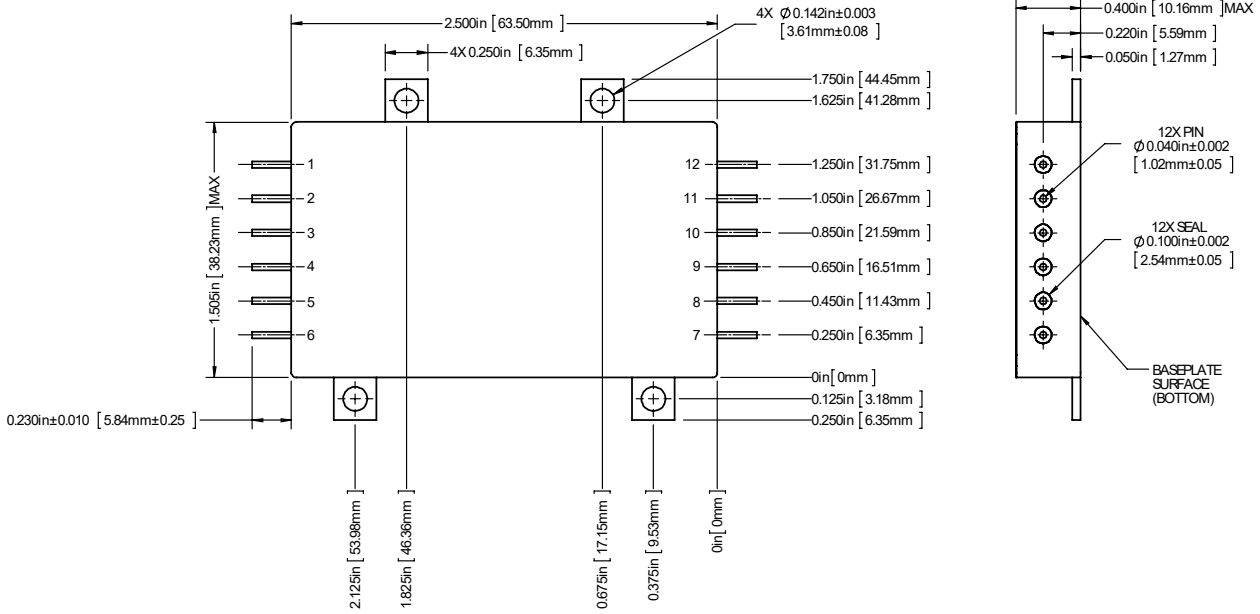 2.500in [ 63.50mm ]
4X Ø 0.142in±0.003
[ 3.61mm±0.08 ]
4X 0.250in [ 6.35mm ]
1.750in [ 44.45mm ]
1.625in [ 41.28mm ]
1
2
3
4
5
6
12
11
10
9
8
7
1.250in [ 31.75mm ]
1.050in [ 26.67mm ]
0.850in [ 21.59mm ]
0.650in [ 16.51mm ]
0.450in [ 11.43mm ]
0.250in [ 6.35mm ]
0in [ 0mm ]
0.125in [ 3.18mm ]
0.250in [ 6.35mm ]
1.505in [ 38.23mm ] MAX
0.230in±0.010 [ 5.84mm±0.25 ]
2.125in [ 53.98mm ]
1.825in [ 46.36mm ]
0.675in [ 17.15mm ]
0.375in [ 9.53mm ]
0in [ 0mm ]
0.400in [ 10.16mm ] MAX
0.220in [ 5.59mm ]
0.050in [ 1.27mm ]
12X PIN
Ø 0.040in±0.002
[ 1.02mm±0.05 ]
12X SEAL
Ø 0.100in±0.002
[ 2.54mm±0.05 ]
BASEPLATE
SURFACE
(BOTTOM)